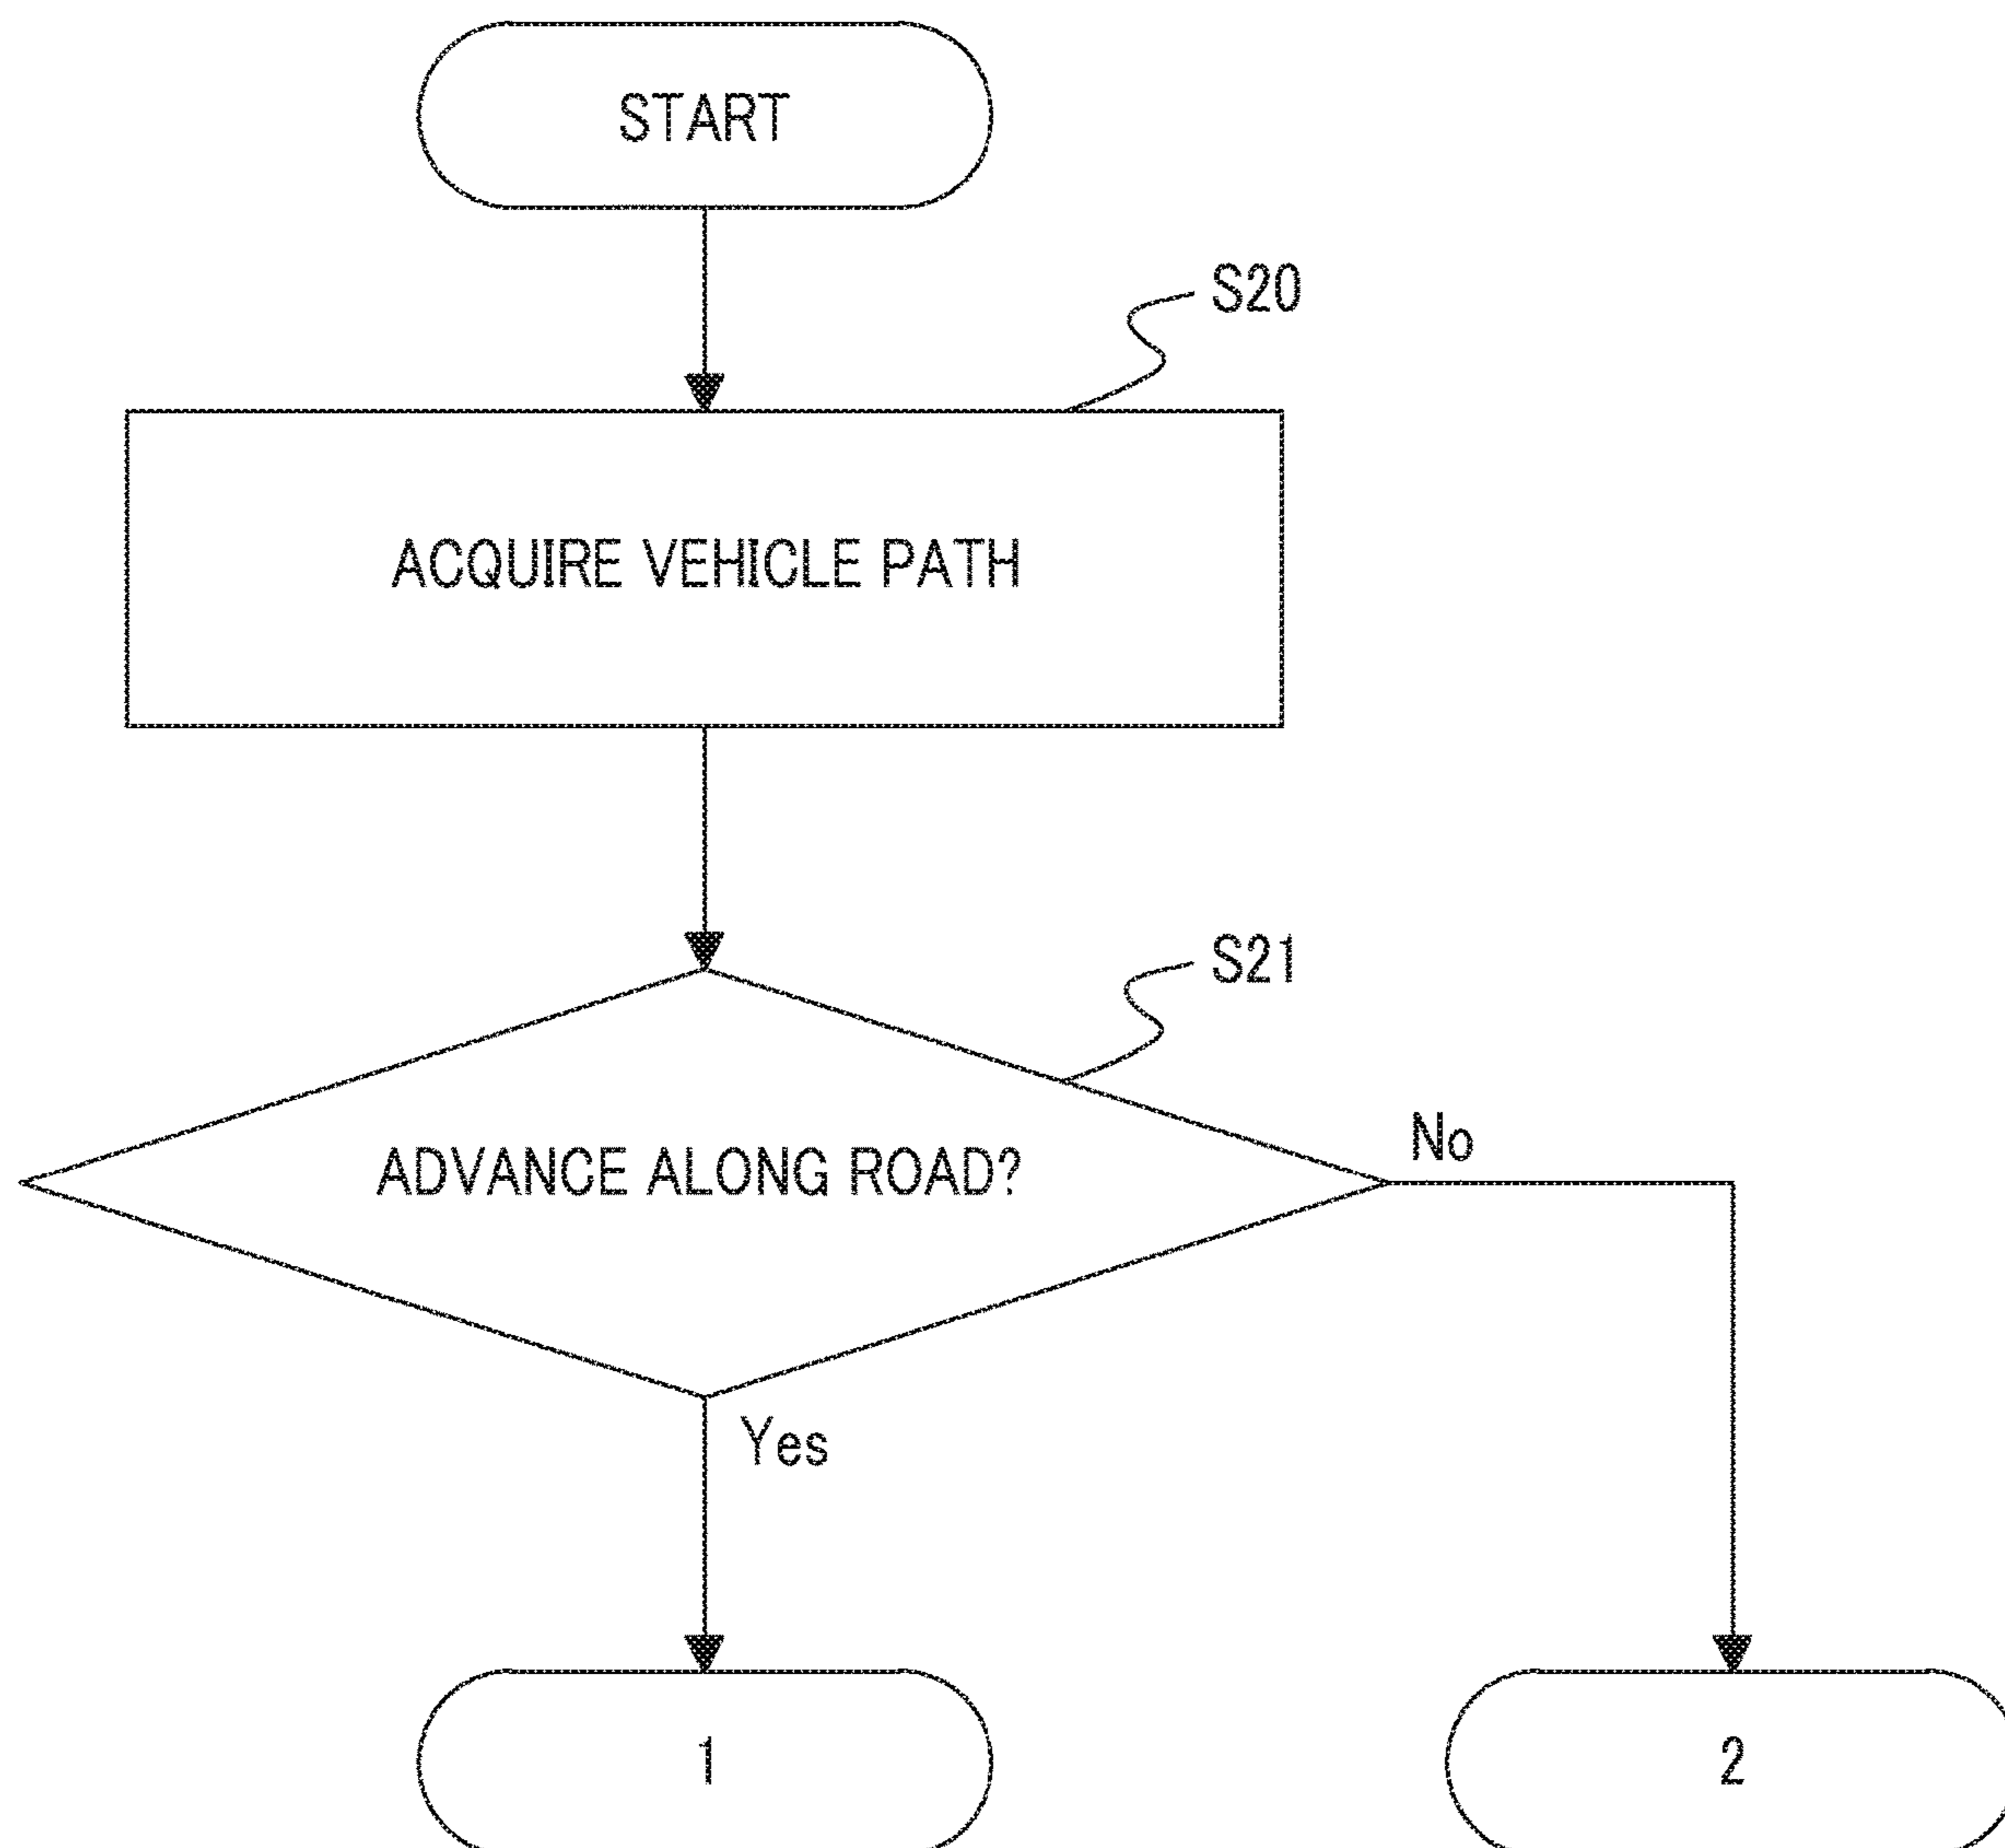 START
S20
ACQUIRE VEHICLE PATH
S21
ADVANCE ALONG ROAD?
No
Yes
1
2